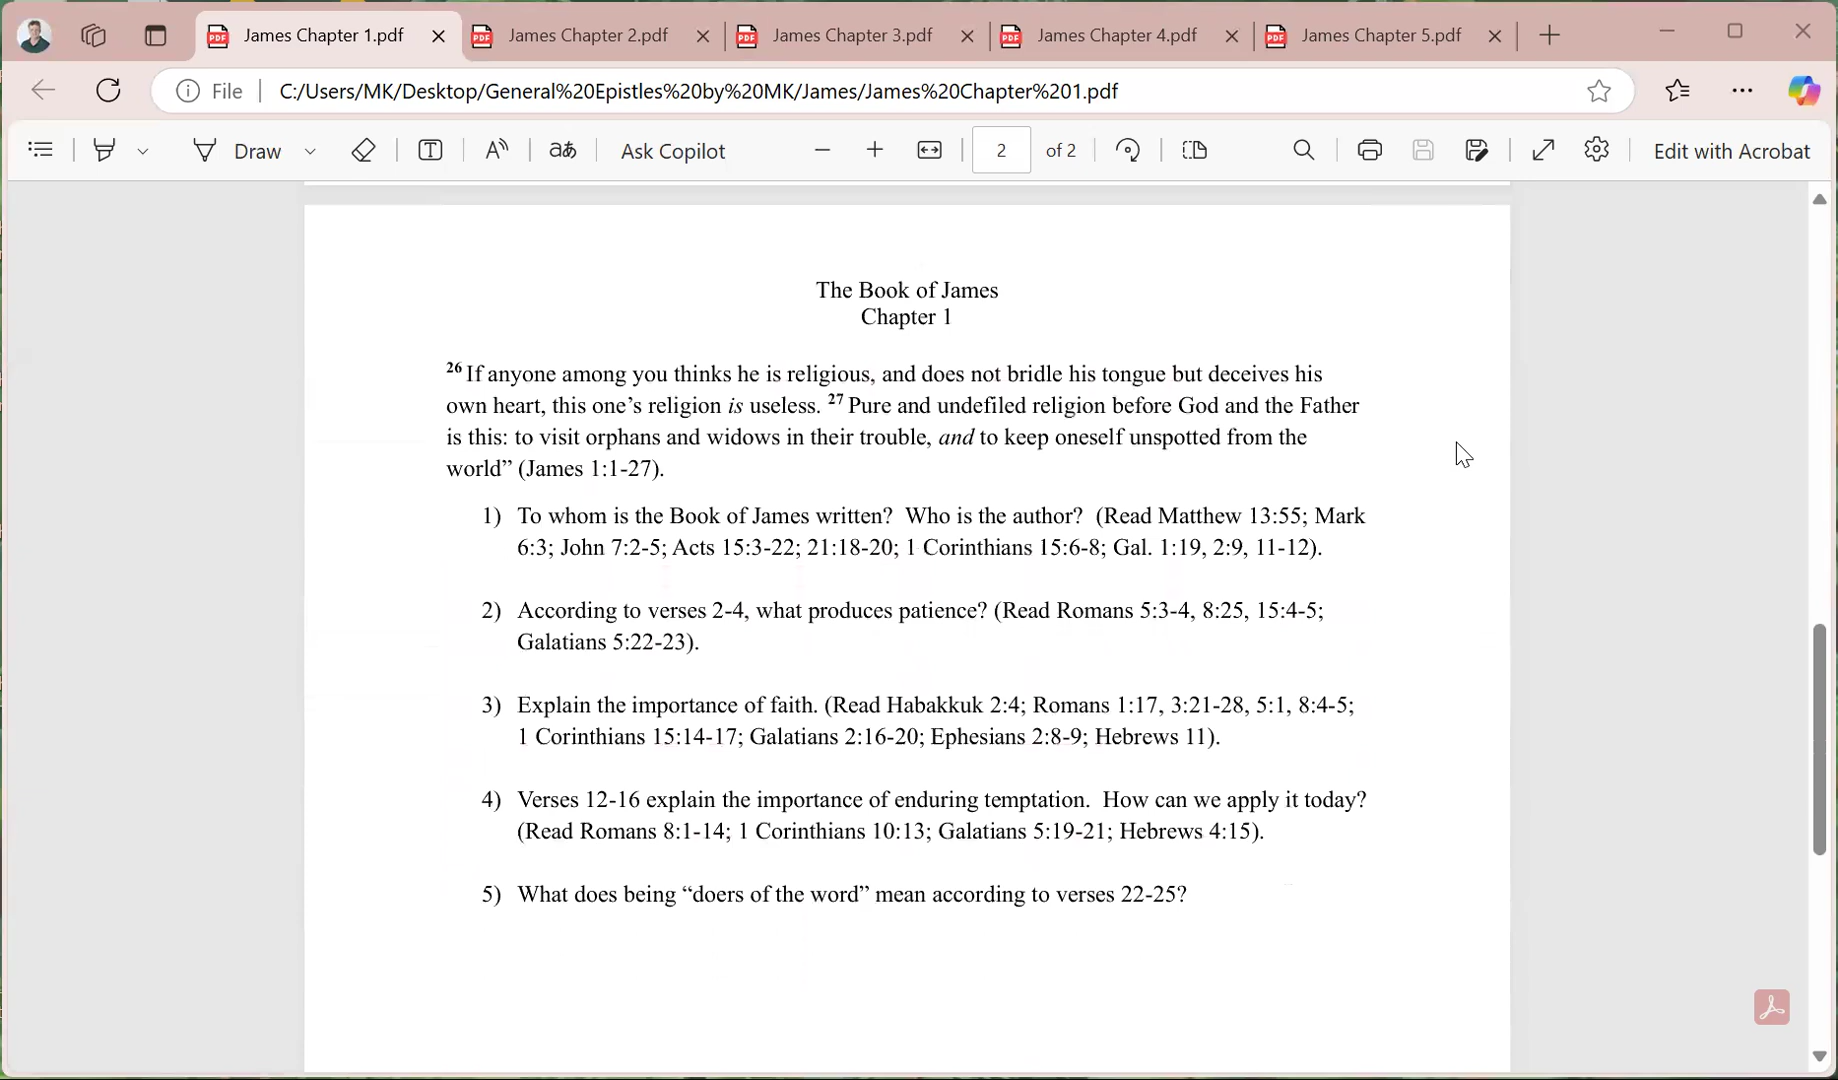 James Chapter 1.pdf
James Chapter 2.pdf
James Chapter 3.pdf
James Chapter 4.pdf
James Chapter 5.pdf
File
C:/Users/MK/Desktop/General%20Epistles%20by%20MK/James/James%20Chapter%201.pdf
Draw
T
A
aあ
Ask Copilot
2
of 2
Edit with Acrobat
The Book of James
Chapter 1
26 If anyone among you thinks he is religious, and does not bridle his tongue but deceives his
own heart, this one’s religion is useless. 27 Pure and undefiled religion before God and the Father
is this: to visit orphans and widows in their trouble, and to keep oneself unspotted from the
world” (James 1:1-27).
1) To whom is the Book of James written?  Who is the author?  (Read Matthew 13:55; Mark
6:3; John 7:2-5; Acts 15:3-22; 21:18-20; 1 Corinthians 15:6-8; Gal. 1:19, 2:9, 11-12).
2) According to verses 2-4, what produces patience? (Read Romans 5:3-4, 8:25, 15:4-5;
Galatians 5:22-23).
3) Explain the importance of faith. (Read Habakkuk 2:4; Romans 1:17, 3:21-28, 5:1, 8:4-5;
1 Corinthians 15:14-17; Galatians 2:16-20; Ephesians 2:8-9; Hebrews 11).
4) Verses 12-16 explain the importance of enduring temptation.  How can we apply it today?
(Read Romans 8:1-14; 1 Corinthians 10:13; Galatians 5:19-21; Hebrews 4:15).
5) What does being “doers of the word” mean according to verses 22-25?